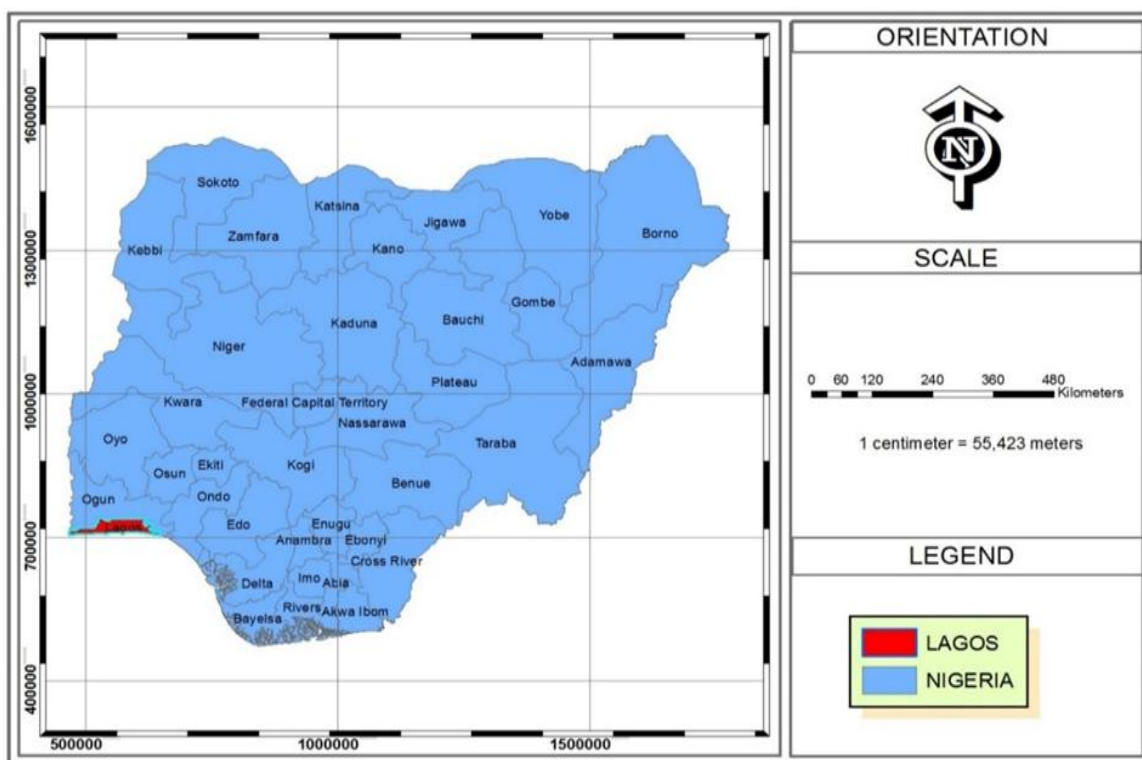 ORIENTATION
N
SCALE
0 60 120 240 360 480
Kilometers
1 centimeter = 55,423 meters
LEGEND
LAGOS
NIGERIA
1600000
1300000
1000000
700000
400000
500000 1000000 1500000
Sokoto
Katsina
Jigawa
Yobe
Borno
Kebbi
Zamfara
Kano
Gombe
Kaduna
Bauchi
Niger
Adamawa
Plateau
Kwara
Federal Capital Territory
Nassarawa
Oyo
Taraba
Osun
Ekiti
Kogi
Benue
Ogun
Ondo
Lagos
Edo
Enugu
Anambra
Ebonyi
Cross River
Delta
Imo
Abia
Bayelsa
Rivers
Akwa Ibom